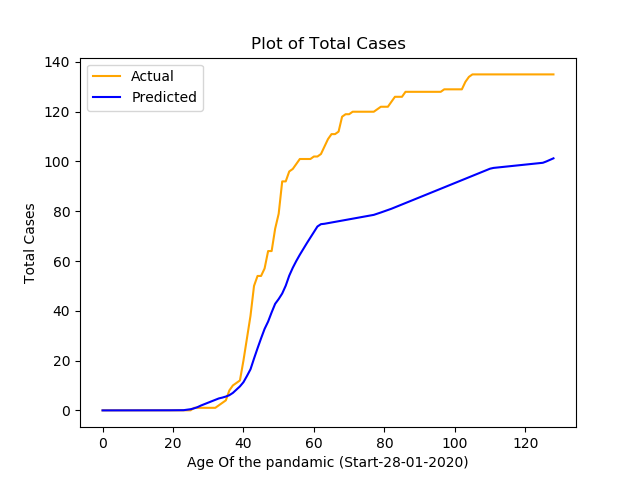 Plot of Total Cases
Actual
Predicted
140
120
100
80
60
40
20
0
Total Cases
0 20 40 60 80 100 120
Age Of the pandamic (Start-28-01-2020)